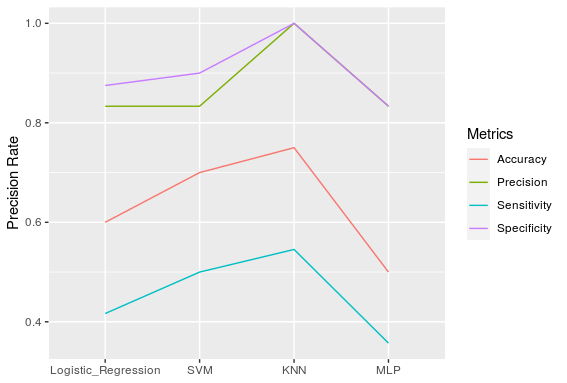 1.0
0.8
0.6
0.4
Precision Rate
Logistic_Regression SVM KNN MLP
Metrics
Accuracy
Precision
Sensitivity
Specificity